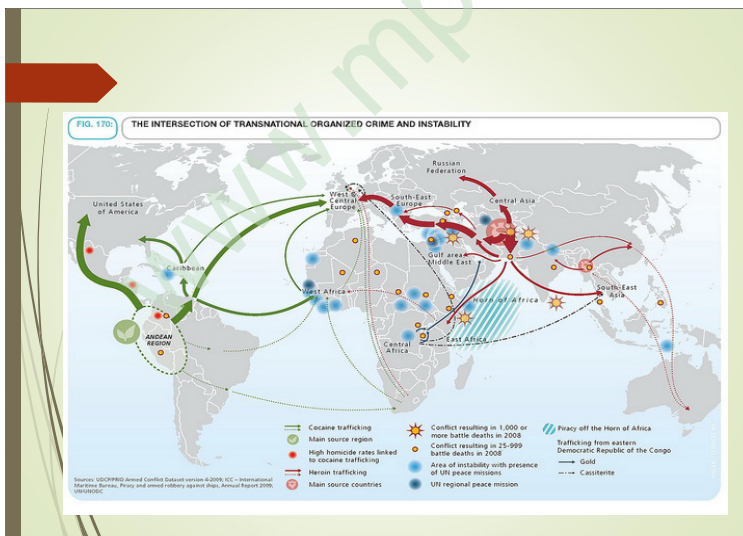 www.mp
FIG. 170:
THE INTERSECTION OF TRANSNATIONAL ORGANIZED CRIME AND INSTABILITY
Russian
Federation
United States
of America
West &
Central
Europe
South-East
Europe
Central Asia
Caribbean
Gulf area/
Middle East
West Africa
Horn of Africa
South-East
Asia
ANDEAN
REGION
Central
Africa
East Africa
Cocaine trafficking
Main source region
High homicide rates linked
to cocaine trafficking
Heroin trafficking
Main source countries
Conflict resulting in 1,000 or
more battle deaths in 2008
Conflict resulting in 25-999
battle deaths in 2008
Area of instability with presence
of UN peace missions
UN regional peace mission
Piracy off the Horn of Africa
Trafficking from eastern
Democratic Republic of the Congo
Gold
Cassiterite
Sources: UDCP/PRIO Armed Conflict Dataset version 4-2009, ICC – International
Maritime Bureau, Piracy and armed robbery against ships, Annual Report 2009,
UN/UNODC